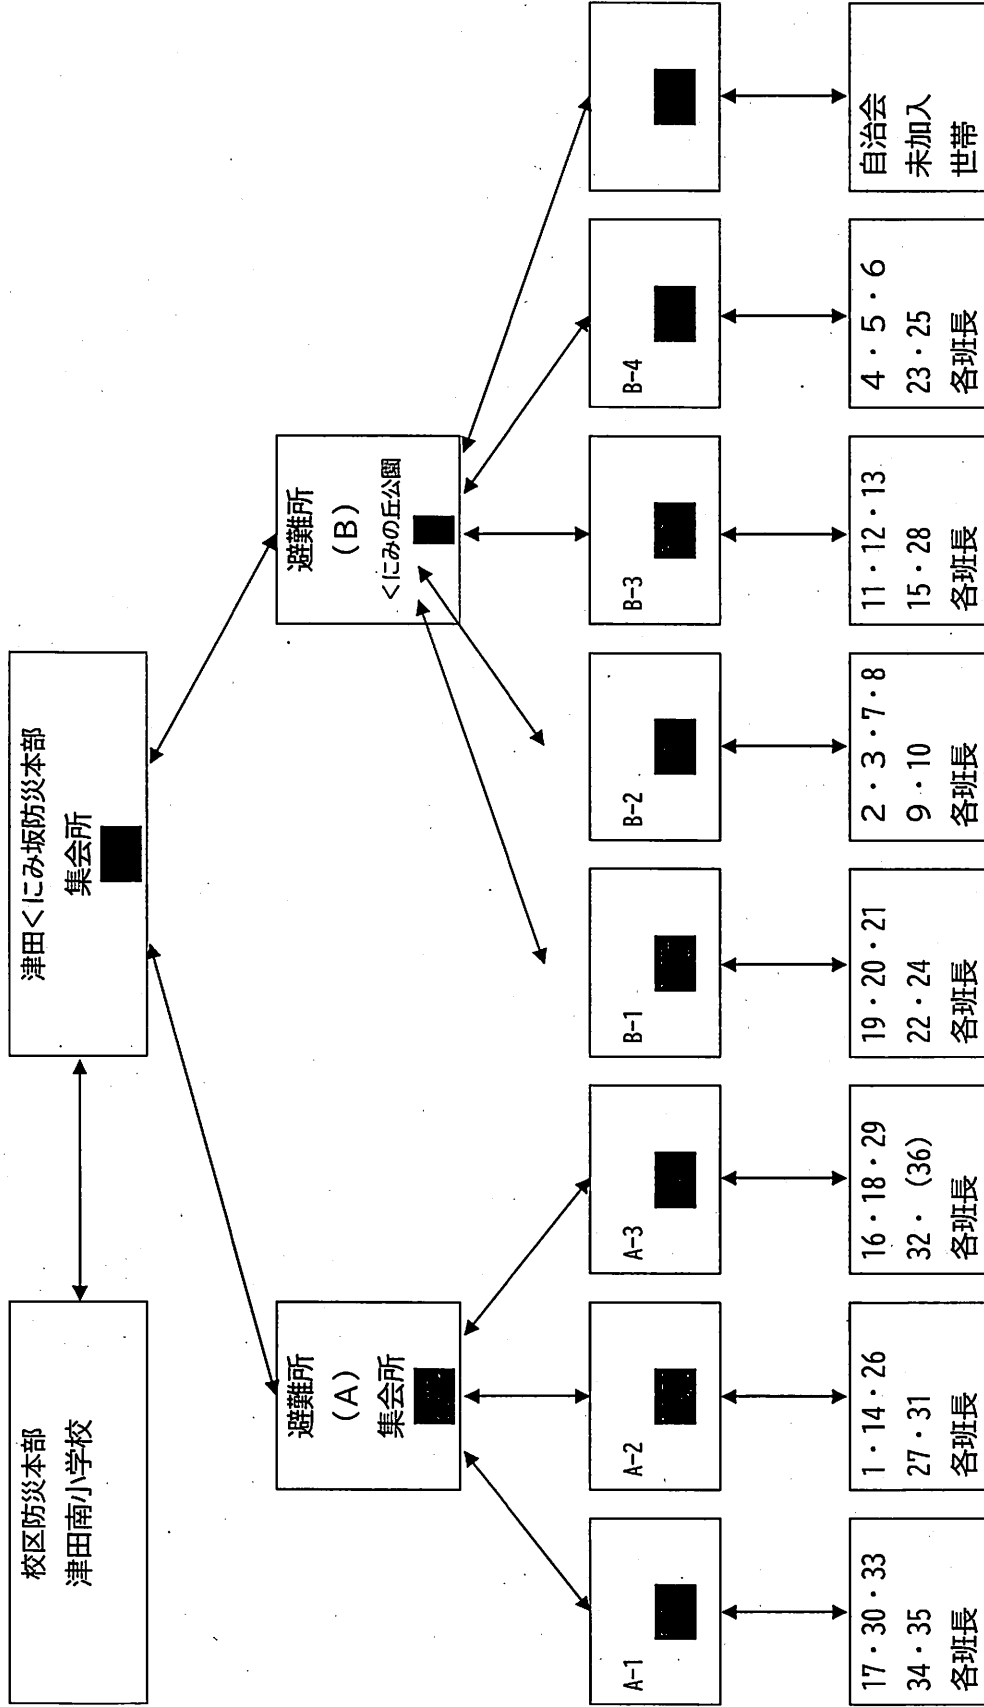 校区防災本部
津田南小学校
津田くにみ坂防災本部
集会所
避難所
(A)
集会所
避難所
(B)
くにみの丘公園
A-1
A-2
A-3
B-1
B-2
B-3
B-4
17・30・33
34・35
各班長
1・14・26
27・31
各班長
16・18・29
32・(36)
各班長
19・20・21
22・24
各班長
2・3・7・8
9・10
各班長
11・12・13
15・28
各班長
4・5・6
23・25
各班長
自治会
未加入
世帯